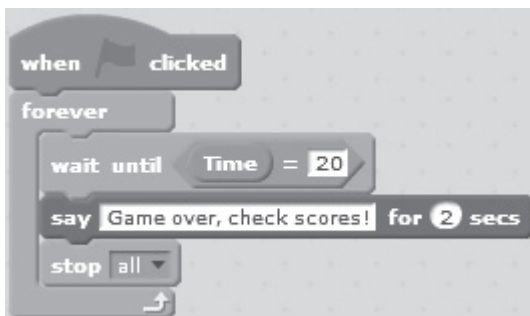 when clicked
forever
wait until Time = 20
say Game over, check scores! for 2 secs
stop all